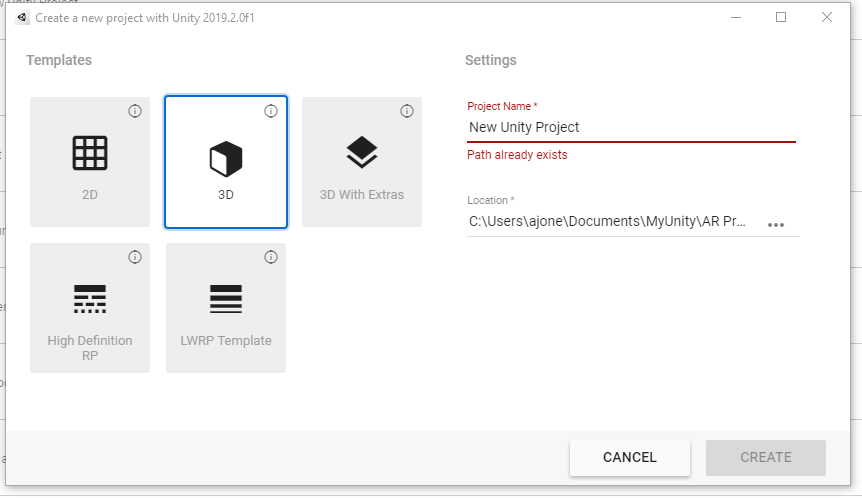 Create a new project with Unity 2019.2.0f1
Templates
Settings
2D
3D
3D With Extras
High Definition
RP
LWRP Template
Project Name *
New Unity Project
Path already exists
Location *
C:\Users\ajone\Documents\MyUnity\AR Pr...
CANCEL
CREATE